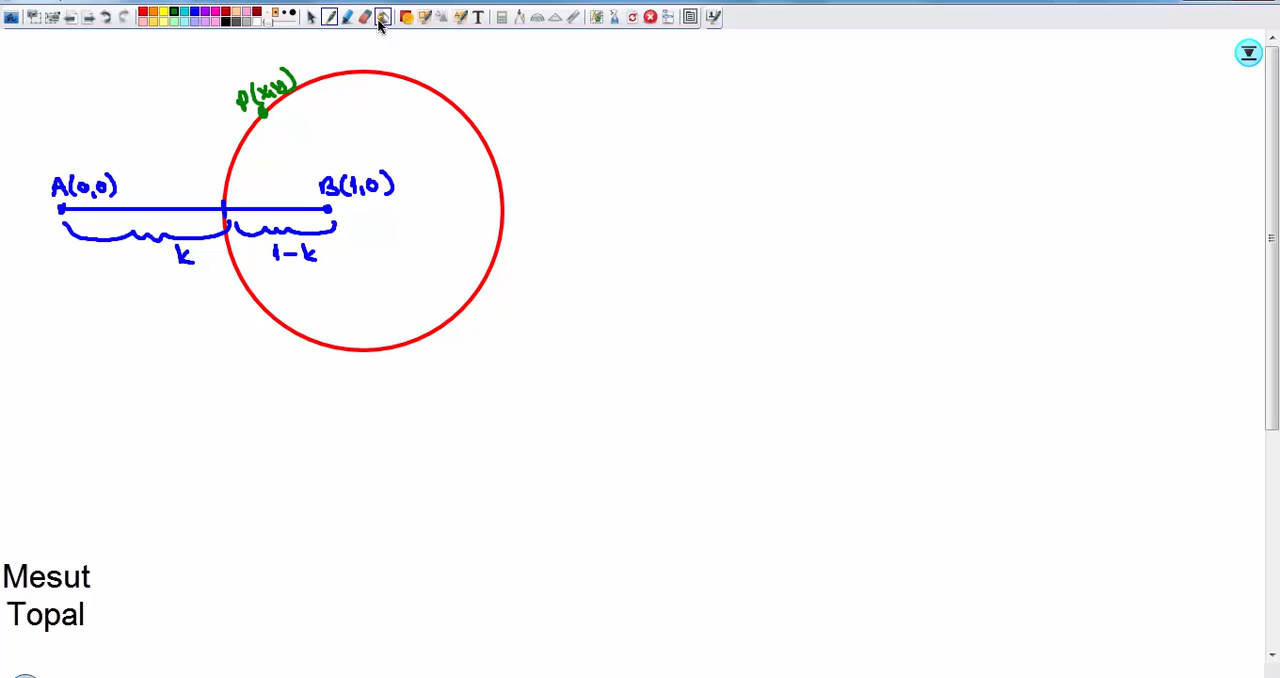 P(x,y)
A(0,0)
B(1,0)
k
1-k
Mesut
Topal